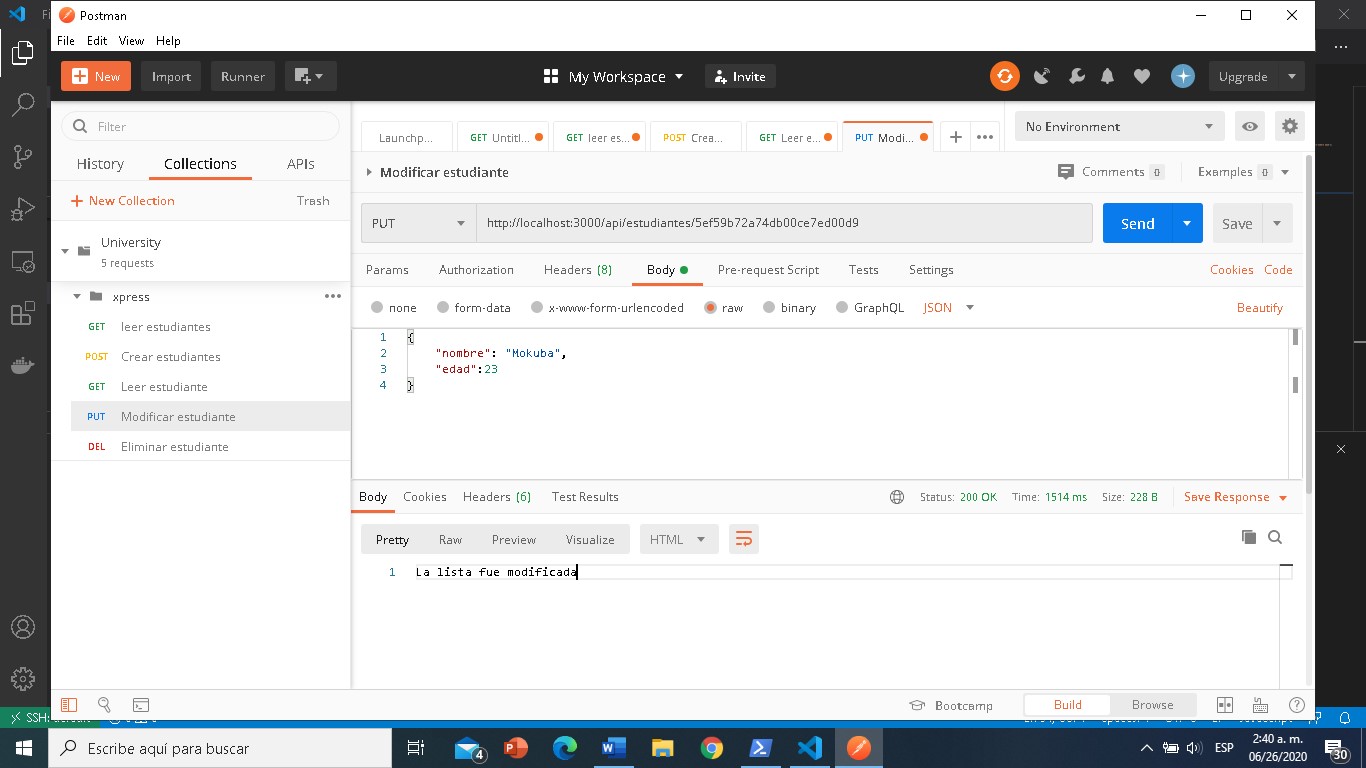 Postman
File Edit View Help
New Import Runner My Workspace Invite Upgrade
Filter
History Collections APIs
New Collection Trash
University
5 requests
xpress
GET leer estudiantes
POST Crear estudiantes
GET Leer estudiante
PUT Modificar estudiante
DEL Eliminar estudiante
Launchp... GET Untitl... GET leer es... POST Crea... GET Leer e... PUT Modi... No Environment
Modificar estudiante Comments 0 Examples 0
PUT http://localhost:3000/api/estudiantes/5ef59b72a74db00ce7ed00d9 Send Save
Params Authorization Headers (8) Body Pre-request Script Tests Settings Cookies Code
none form-data x-www-form-urlencoded raw binary GraphQL JSON Beautify
1 {
2 "nombre": "Mokuba",
3 "edad":23
4 }
Body Cookies Headers (6) Test Results Status: 200 OK Time: 1514 ms Size: 228 B Save Response
Pretty Raw Preview Visualize HTML
1 La lista fue modificada
Bootcamp Build Browse
SSH:
Escribe aquí para buscar
4
ESP
2:40 a. m.
06/26/2020
30